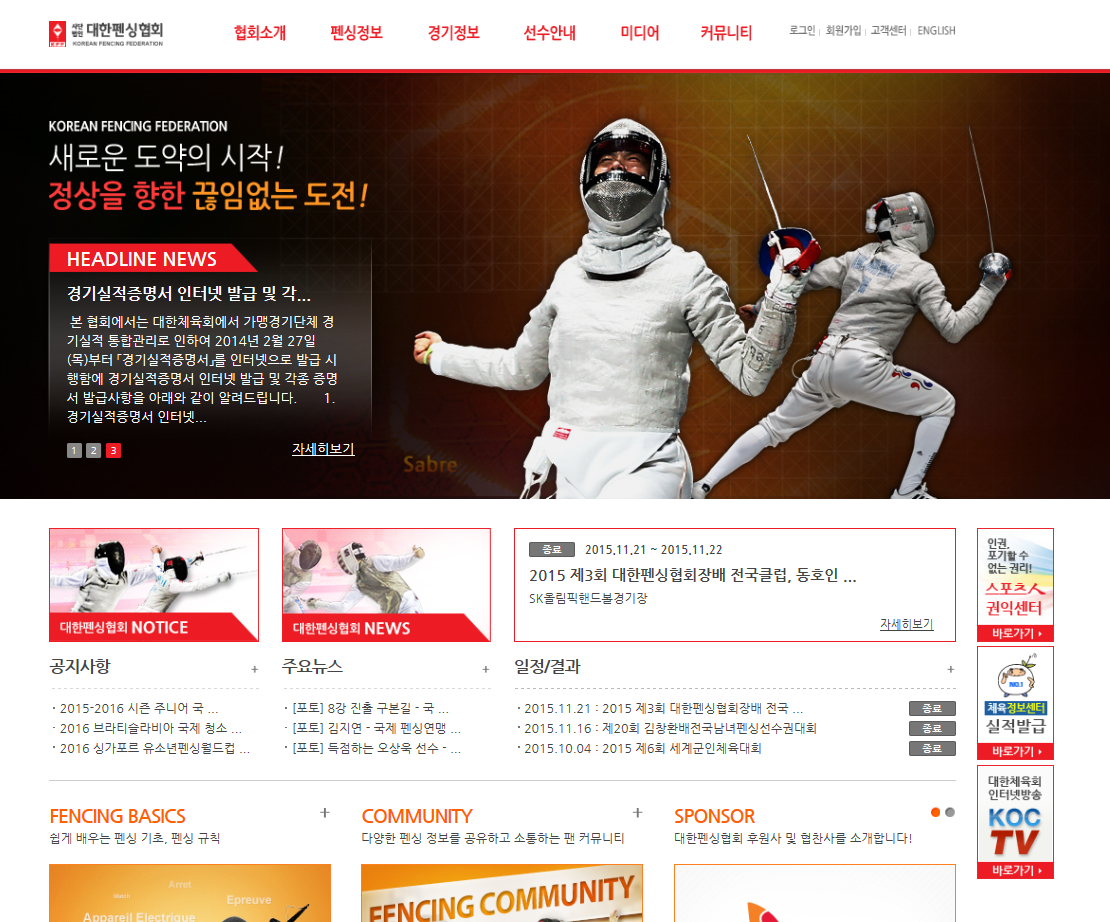 사단법인 대한펜싱협회
KOREAN FENCING FEDERATION
협회소개 펜싱정보 경기정보 선수안내 미디어 커뮤니티
로그인 회원가입 고객센터 ENGLISH
KOREAN FENCING FEDERATION
새로운 도약의 시작!
정상을 향한 끊임없는 도전!
HEADLINE NEWS
경기실적증명서 인터넷 발급 및 각...
본 협회에서는 대한체육회에서 가맹경기단체 경
기실적 통합관리로 인하여 2014년 2월 27일
(목)부터 「경기실적증명서」를 인터넷으로 발급 시
행함에 경기실적증명서 인터넷 발급 및 각종 증명
서 발급사항을 아래와 같이 알려드립니다. 1.
경기실적증명서 인터넷...
1 2 3
자세히보기
Sabre
대한펜싱협회 NOTICE
대한펜싱협회 NEWS
종료 2015.11.21 ~ 2015.11.22
2015 제3회 대한펜싱협회장배 전국클럽, 동호인 ...
SK올림픽핸드볼경기장
자세히보기
공지사항 +
· 2015-2016 시즌 주니어 국 ...
· 2016 브라티슬라바 국제 청소 ...
· 2016 싱가포르 유소년펜싱월드컵 ...
주요뉴스 +
· [포토] 8강 진출 구본길 - 국 ...
· [포토] 김지연 - 국제 펜싱연맹 ...
· [포토] 득점하는 오상욱 선수 - ...
일정/결과 +
· 2015.11.21 : 2015 제3회 대한펜싱협회장배 전국 ... 종료
· 2015.11.16 : 제20회 김창환배전국남녀펜싱선수권대회 종료
· 2015.10.04 : 2015 제6회 세계군인체육대회 종료
인권,
포기할 수
없는 권리!
스포츠人
권익센터
바로가기
NO.1
체육정보센터
실적발급
바로가기
대한체육회
인터넷방송
KOC
TV
바로가기
FENCING BASICS +
쉽게 배우는 펜싱 기초, 펜싱 규칙
Arret
Match
Epreuve
Appareil Electrique
COMMUNITY +
다양한 펜싱 정보를 공유하고 소통하는 팬 커뮤니티
FENCING COMMUNITY
SPONSOR
대한펜싱협회 후원사 및 협찬사를 소개합니다!